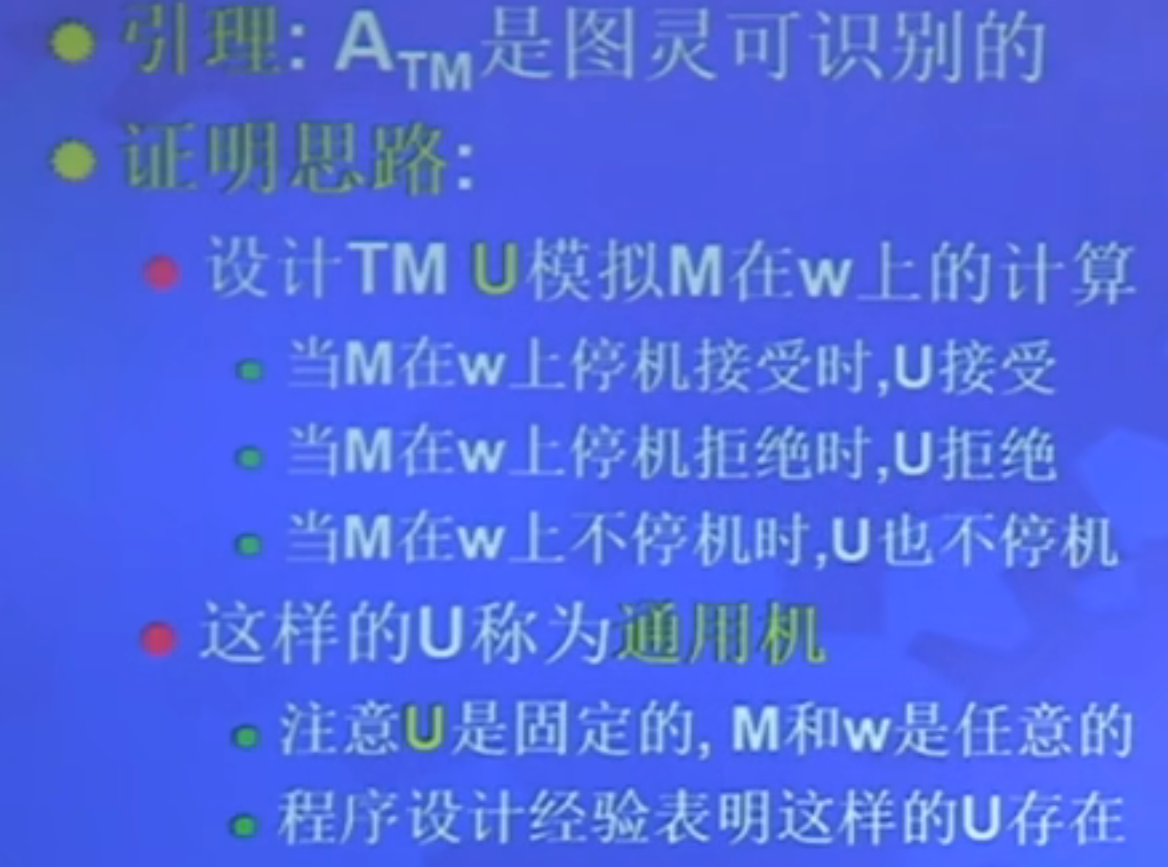 引理: ATM是图灵可识别的
证明思路:
设计TM U模拟M在w上的计算
当M在w上停机接受时,U接受
当M在w上停机拒绝时,U拒绝
当M在w上不停机时,U也不停机
这样的U称为通用机
注意U是固定的, M和w是任意的
程序设计经验表明这样的U存在